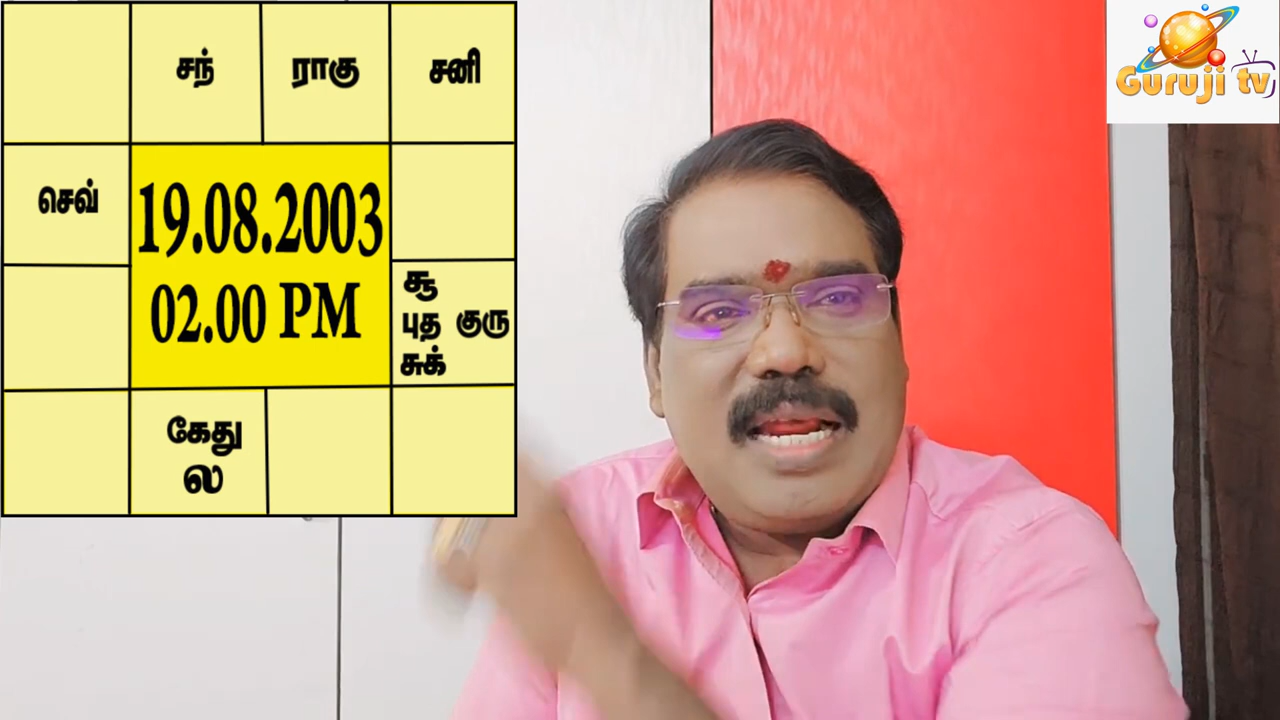 சந்
ராகு
சனி
செவ்
19.08.2003
02.00 PM
சூ
புத குரு
சுக்
கேது
ல
Guruji tv